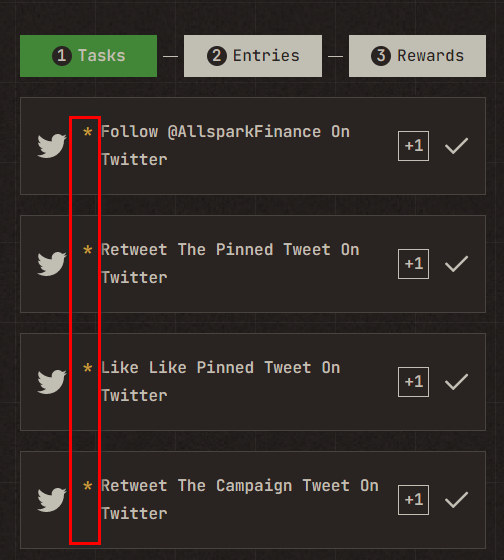 1 Tasks
2 Entries
3 Rewards
* Follow @AllsparkFinance On
Twitter
+1
* Retweet The Pinned Tweet On
Twitter
+1
* Like Like Pinned Tweet On
Twitter
+1
* Retweet The Campaign Tweet On
Twitter
+1